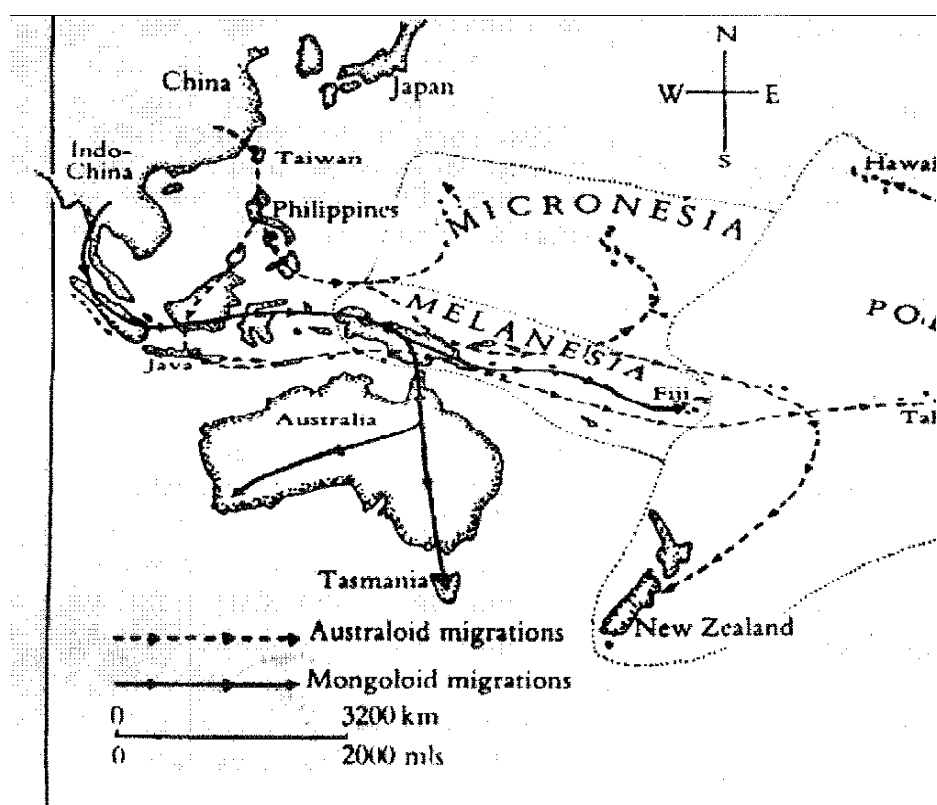 N
China
Japan
W E
S
Indo-
China
Taiwan
Hawai
Philippines
MICRONESIA
MELANESIA
PO
Java
Fiji
Australia
Ta
Tasmania
New Zealand
Australoid migrations
Mongoloid migrations
0 3200 km
0 2000 mls